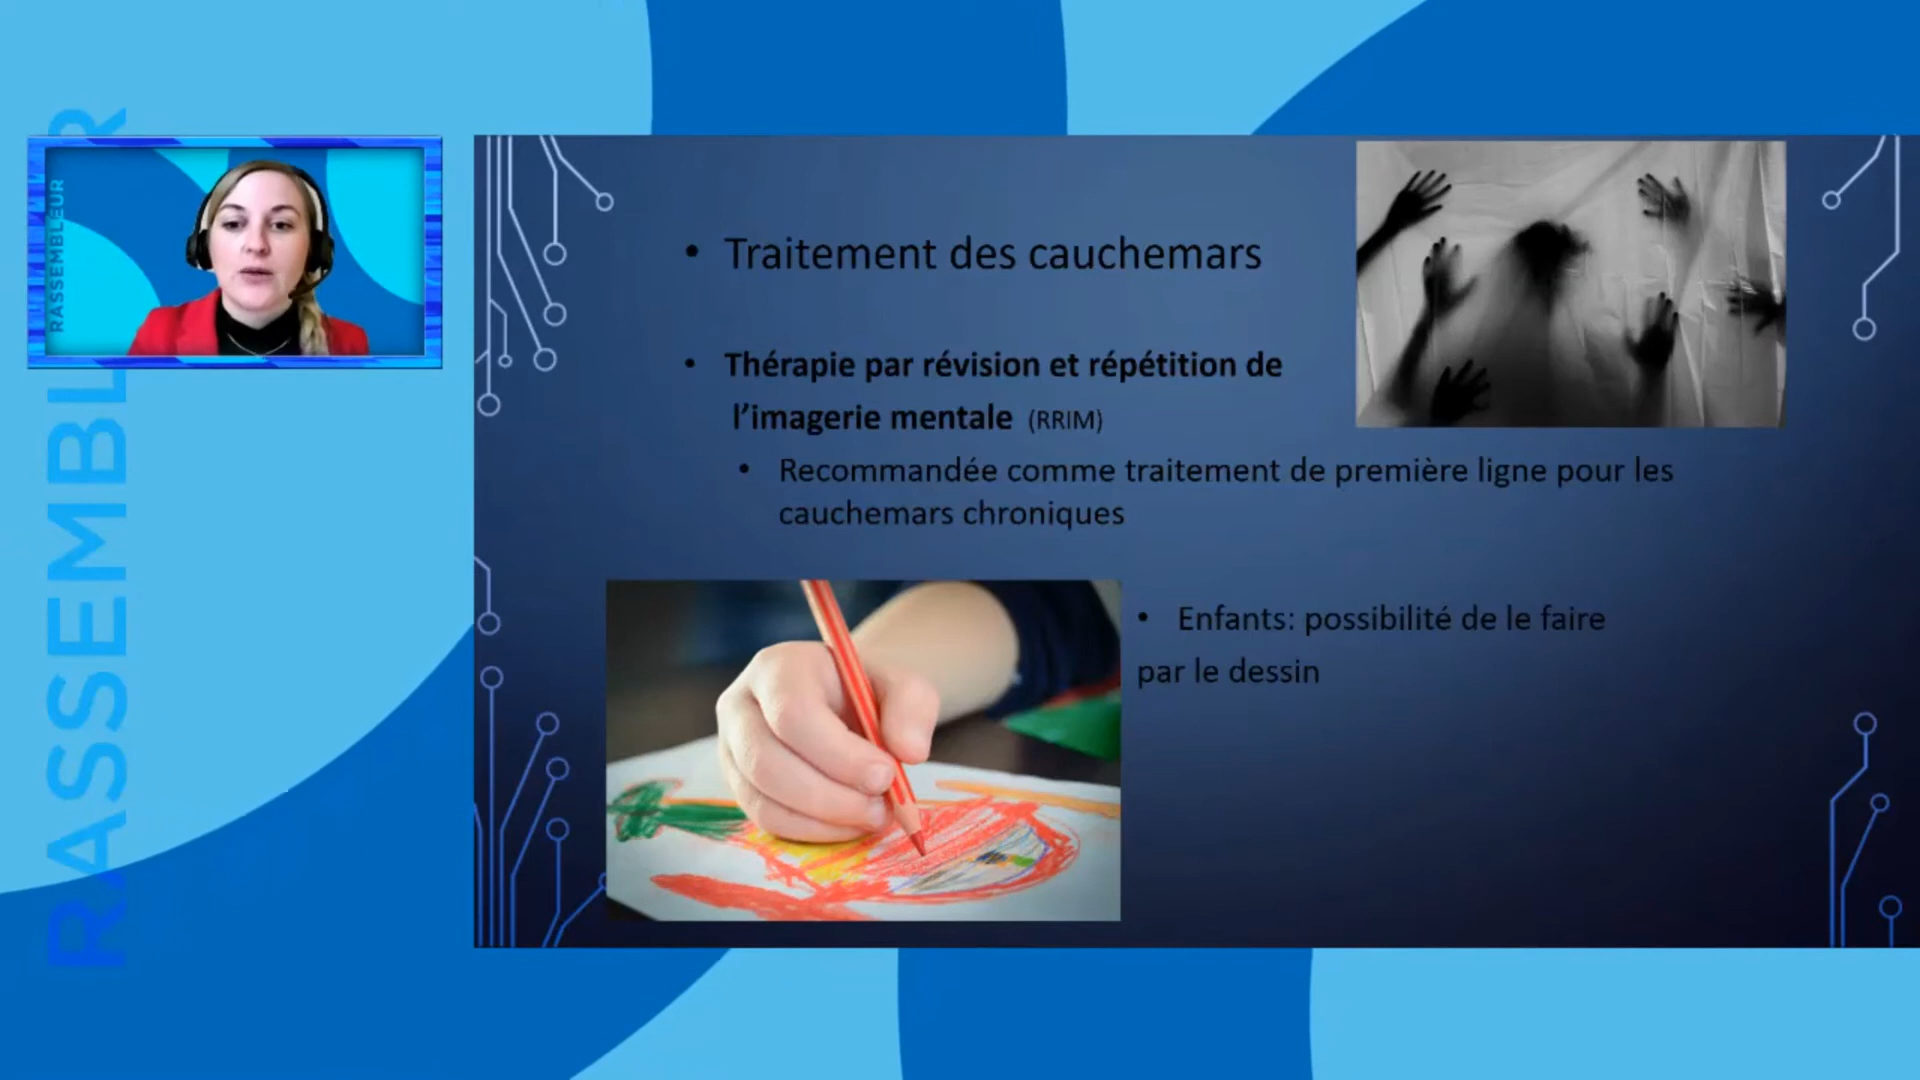 RASSEMBLEUR
RASSEMBL
R
• Traitement des cauchemars
• Thérapie par révision et répétition de
l’imagerie mentale (RRIM)
• Recommandée comme traitement de première ligne pour les
cauchemars chroniques
• Enfants: possibilité de le faire
par le dessin